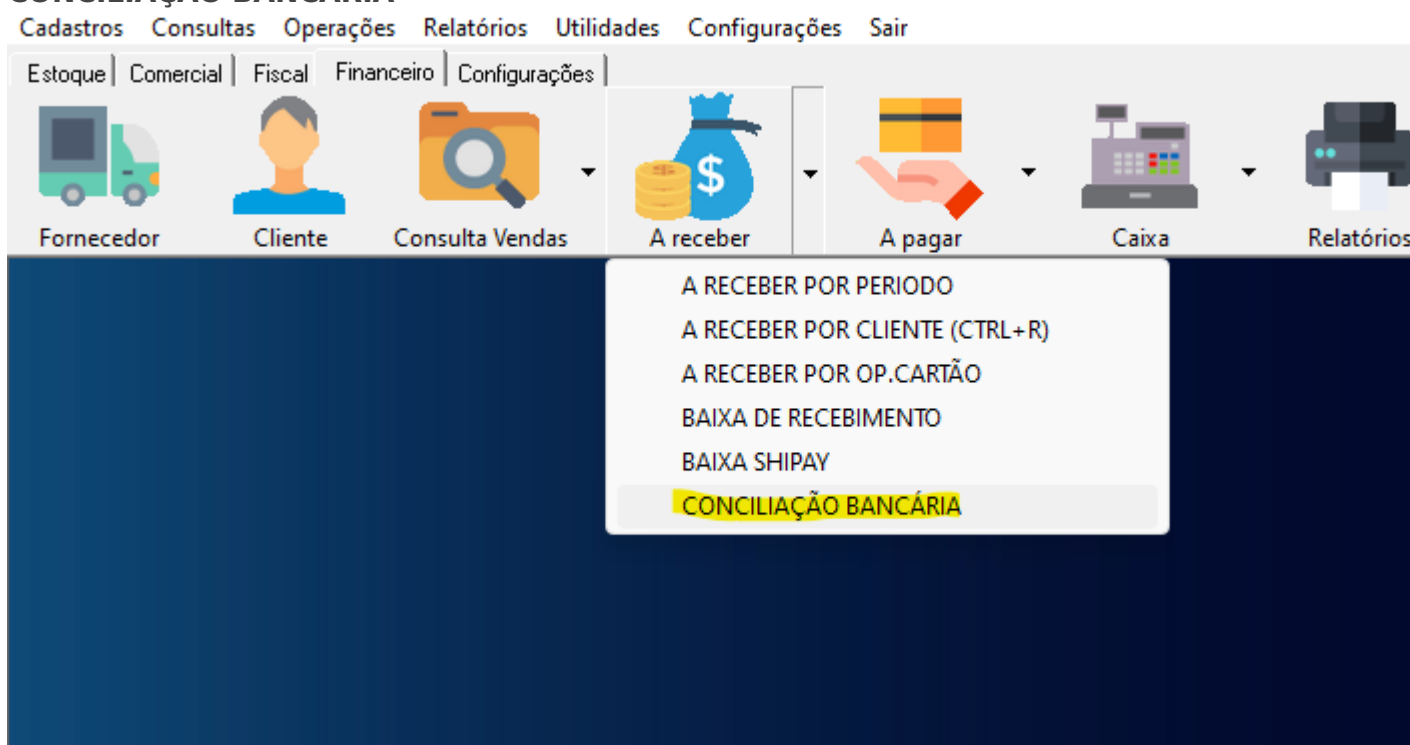 CONCILIAÇÃO BANCÁRIA
Cadastros Consultas Operações Relatórios Utilidades Configurações Sair
Estoque Comercial Fiscal Financeiro Configurações
$
Fornecedor Cliente Consulta Vendas A receber A pagar Caixa Relatórios
A RECEBER POR PERIODO
A RECEBER POR CLIENTE (CTRL+R)
A RECEBER POR OP.CARTÃO
BAIXA DE RECEBIMENTO
BAIXA SHIPAY
CONCILIAÇÃO BANCÁRIA